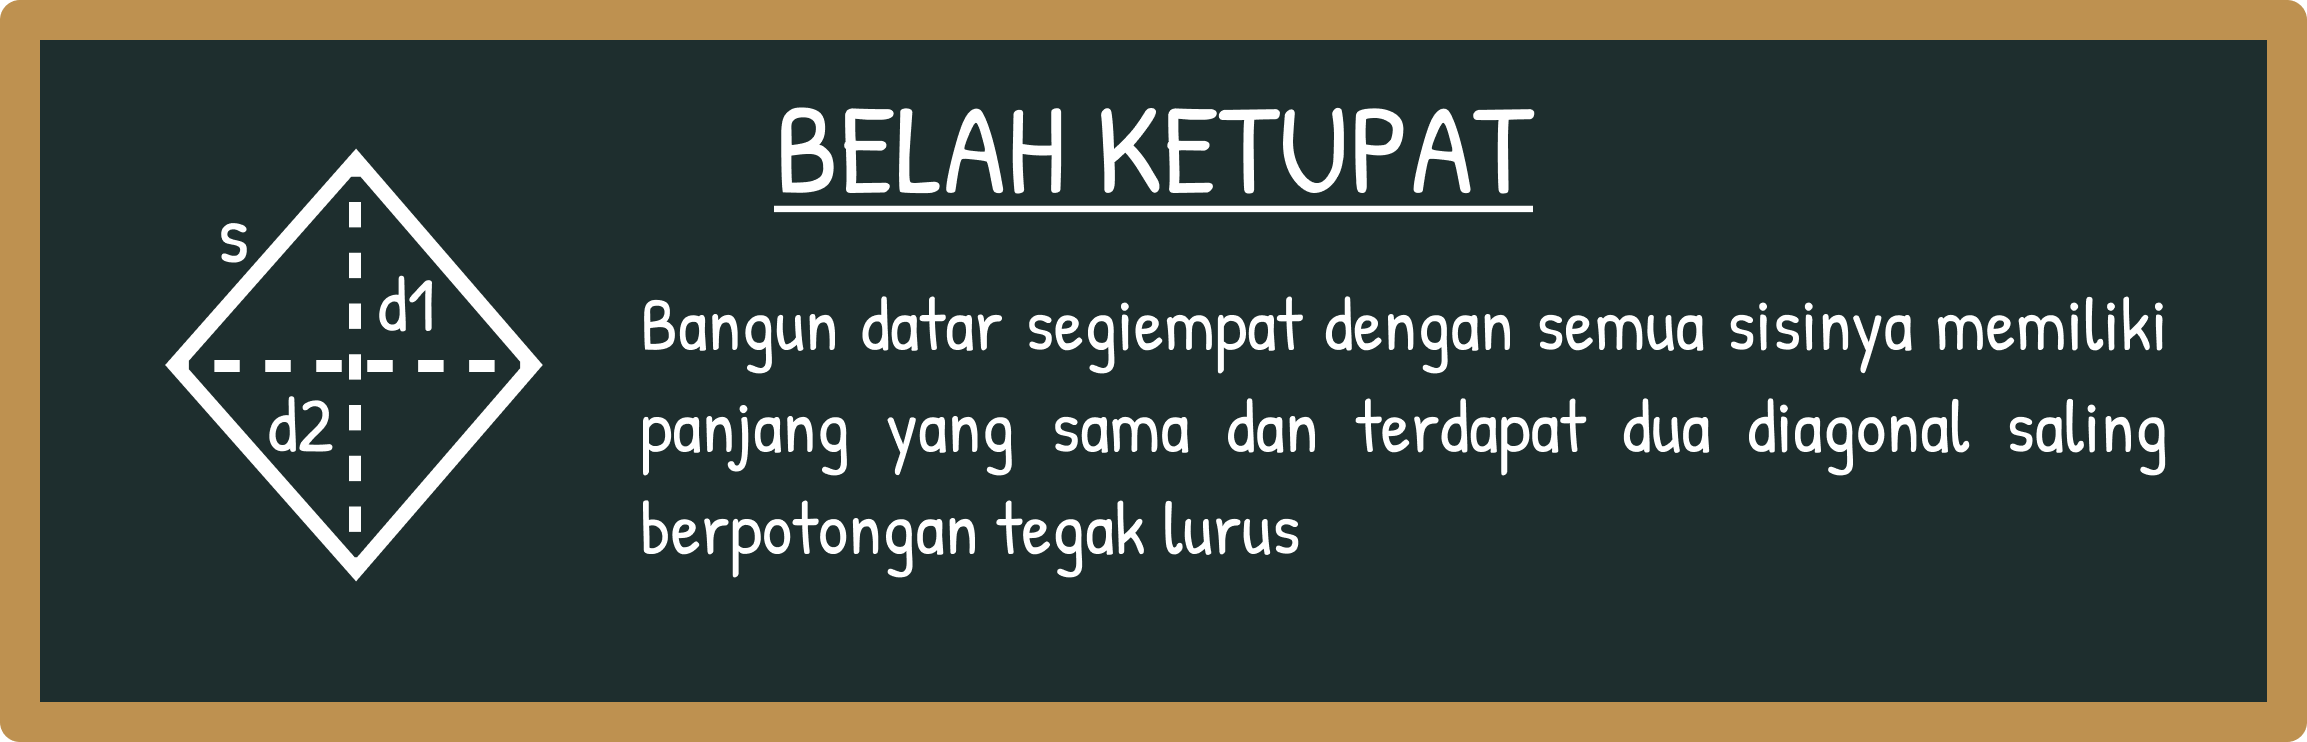 BELAH KETUPAT
s
d1
d2
Bangun datar segiempat dengan semua sisinya memiliki
panjang yang sama dan terdapat dua diagonal saling
berpotongan tegak lurus